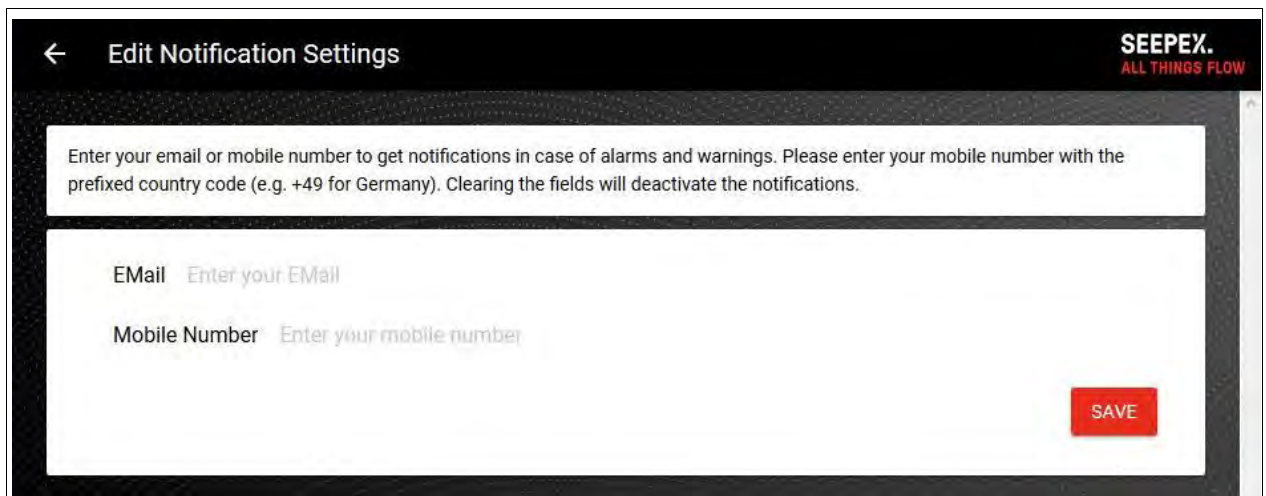 Edit Notification Settings
SEEPEX.
ALL THINGS FLOW
Enter your email or mobile number to get notifications in case of alarms and warnings. Please enter your mobile number with the
prefixed country code (e.g. +49 for Germany). Clearing the fields will deactivate the notifications.
EMail Enter your EMail
Mobile Number Enter your mobile number
SAVE